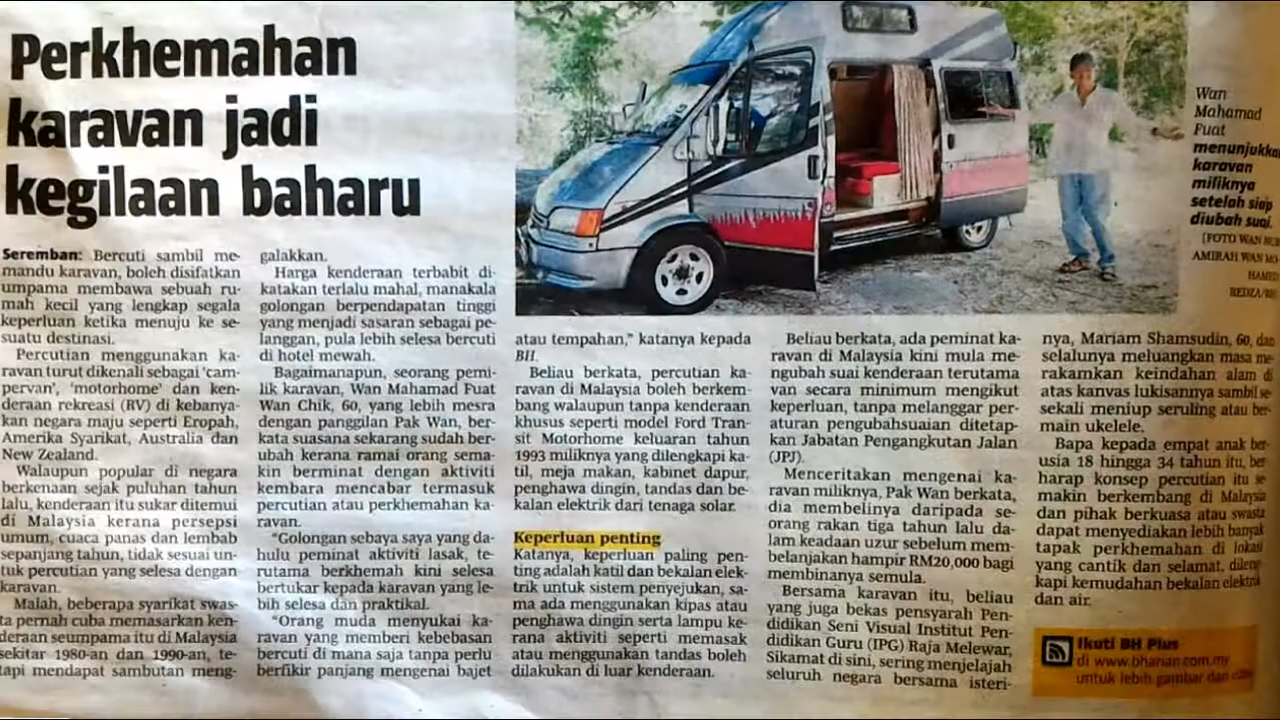 Perkhemahan
karavan jadi
kegilaan baharu
Seremban: Bercuti sambil me-
mandu karavan, boleh disifatkan
umpama membawa sebuah ru-
mah kecil yang lengkap segala
keperluan ketika menuju ke se-
suatu destinasi.
Percutian menggunakan ka-
ravan turut dikenali sebagai 'cam-
pervan', 'motorhome' dan ken-
deraan rekreasi (RV) di kebanya-
kan negara maju seperti Eropah,
Amerika Syarikat, Australia dan
New Zealand.
Walaupun popular di negara
berkenaan sejak puluhan tahun
lalu, kenderaan itu sukar ditemui
di Malaysia kerana persepsi
umum, cuaca panas dan lembab
sepanjang tahun, tidak sesuai un-
tuk percutian yang selesa dengan
karavan.
Malah, beberapa syarikat swas-
ta pernah cuba memasarkan ken-
deraan seumpama itu di Malaysia
sekitar 1980-an dan 1990-an, te-
tapi mendapat sambutan meng-
galakkan.
Harga kenderaan terbabit di-
katakan terlalu mahal, manakala
golongan berpendapatan tinggi
yang menjadi sasaran sebagai pe-
langgan, pula lebih selesa bercuti
di hotel mewah.
Bagaimanapun, seorang pemi-
lik karavan, Wan Mahamad Fuat
Wan Chik, 60, yang lebih mesra
dengan panggilan Pak Wan, ber-
kata suasana sekarang sudah ber-
ubah kerana ramai orang sema-
kin berminat dengan aktiviti
kembara mencabar termasuk
percutian atau perkhemahan ka-
ravan.
"Golongan sebaya saya yang da-
hulu peminat aktiviti lasak, te-
rutama berkhemah kini selesa
bertukar kepada karavan yang le-
bih selesa dan praktikal.
"Orang muda menyukai ka-
ravan yang memberi kebebasan
bercuti di mana saja tanpa perlu
berfikir panjang mengenai bajet
atau tempahan," katanya kepada
BH.
Beliau berkata, percutian ka-
ravan di Malaysia boleh berkem-
bang walaupun tanpa kenderaan
khusus seperti model Ford Tran-
sit Motorhome keluaran tahun
1993 miliknya yang dilengkapi ka-
til, meja makan, kabinet dapur,
penghawa dingin, tandas dan be-
kalan elektrik dari tenaga solar.
Keperluan penting
Katanya, keperluan paling pen-
ting adalah katil dan bekalan elek-
trik untuk sistem penyejukan, sa-
ma ada menggunakan kipas atau
penghawa dingin serta lampu ke-
rana aktiviti seperti memasak
atau menggunakan tandas boleh
dilakukan di luar kenderaan.
Beliau berkata, ada peminat ka-
ravan di Malaysia kini mula me-
ngubah suai kenderaan terutama
van secara minimum mengikut
keperluan, tanpa melanggar per-
aturan pengubahsuaian ditetap-
kan Jabatan Pengangkutan Jalan
(JPJ).
Menceritakan mengenai ka-
ravan miliknya, Pak Wan berkata,
dia membelinya daripada se-
orang rakan tiga tahun lalu da-
lam keadaan uzur sebelum mem-
belanjakan hampir RM20,000 bagi
membinanya semula.
Bersama karavan itu, beliau
yang juga bekas pensyarah Pen-
didikan Seni Visual Institut Pen-
didikan Guru (IPG) Raja Melewar,
Sikamat di sini, sering menjelajah
seluruh negara bersama isteri-
nya, Mariam Shamsudin, 60, dan
selalunya meluangkan masa me-
rakamkan keindahan alam di
atas kanvas lukisannya sambil se-
sekali meniup seruling atau ber-
main ukelele.
Bapa kepada empat anak ber-
usia 18 hingga 34 tahun itu, ber-
harap konsep percutian itu se-
makin berkembang di Malaysia
dan pihak berkuasa atau swasta
dapat menyediakan lebih banyak
tapak perkhemahan di lokasi
yang cantik dan selamat, dileng-
kapi kemudahan bekalan elektrik
dan air.
Wan
Mahamad
Fuat
menunjukkan
karavan
miliknya
setelah siap
diubah suai.
(FOTO WAN
AMIRAH WAN
REDZA/
Ikuti BH Plus
di www.bharian.com.my
untuk lebih gambar dan